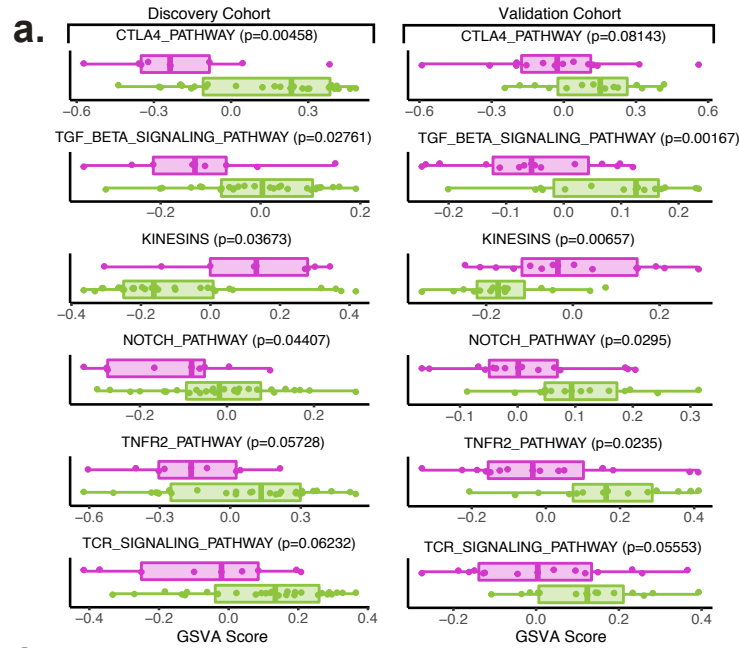 a.
Discovery Cohort
CTLA4_PATHWAY (p=0.00458)
−0.6 −0.3 0.0 0.3
TGF_BETA_SIGNALING_PATHWAY (p=0.02761)
−0.2 0.0 0.2
KINESINS (p=0.03673)
−0.4 −0.2 0.0 0.2 0.4
NOTCH_PATHWAY (p=0.04407)
−0.2 0.0 0.2
TNFR2_PATHWAY (p=0.05728)
−0.6 −0.3 0.0 0.3
TCR_SIGNALING_PATHWAY (p=0.06232)
−0.4 −0.2 0.0 0.2 0.4
GSVA Score
Validation Cohort
CTLA4_PATHWAY (p=0.08143)
−0.6 −0.3 0.0 0.3 0.6
TGF_BETA_SIGNALING_PATHWAY (p=0.00167)
−0.2 −0.1 0.0 0.1 0.2
KINESINS (p=0.00657)
−0.2 0.0 0.2
NOTCH_PATHWAY (p=0.0295)
−0.1 0.0 0.1 0.2 0.3
TNFR2_PATHWAY (p=0.0235)
−0.2 0.0 0.2 0.4
TCR_SIGNALING_PATHWAY (p=0.05553)
−0.2 0.0 0.2 0.4
GSVA Score